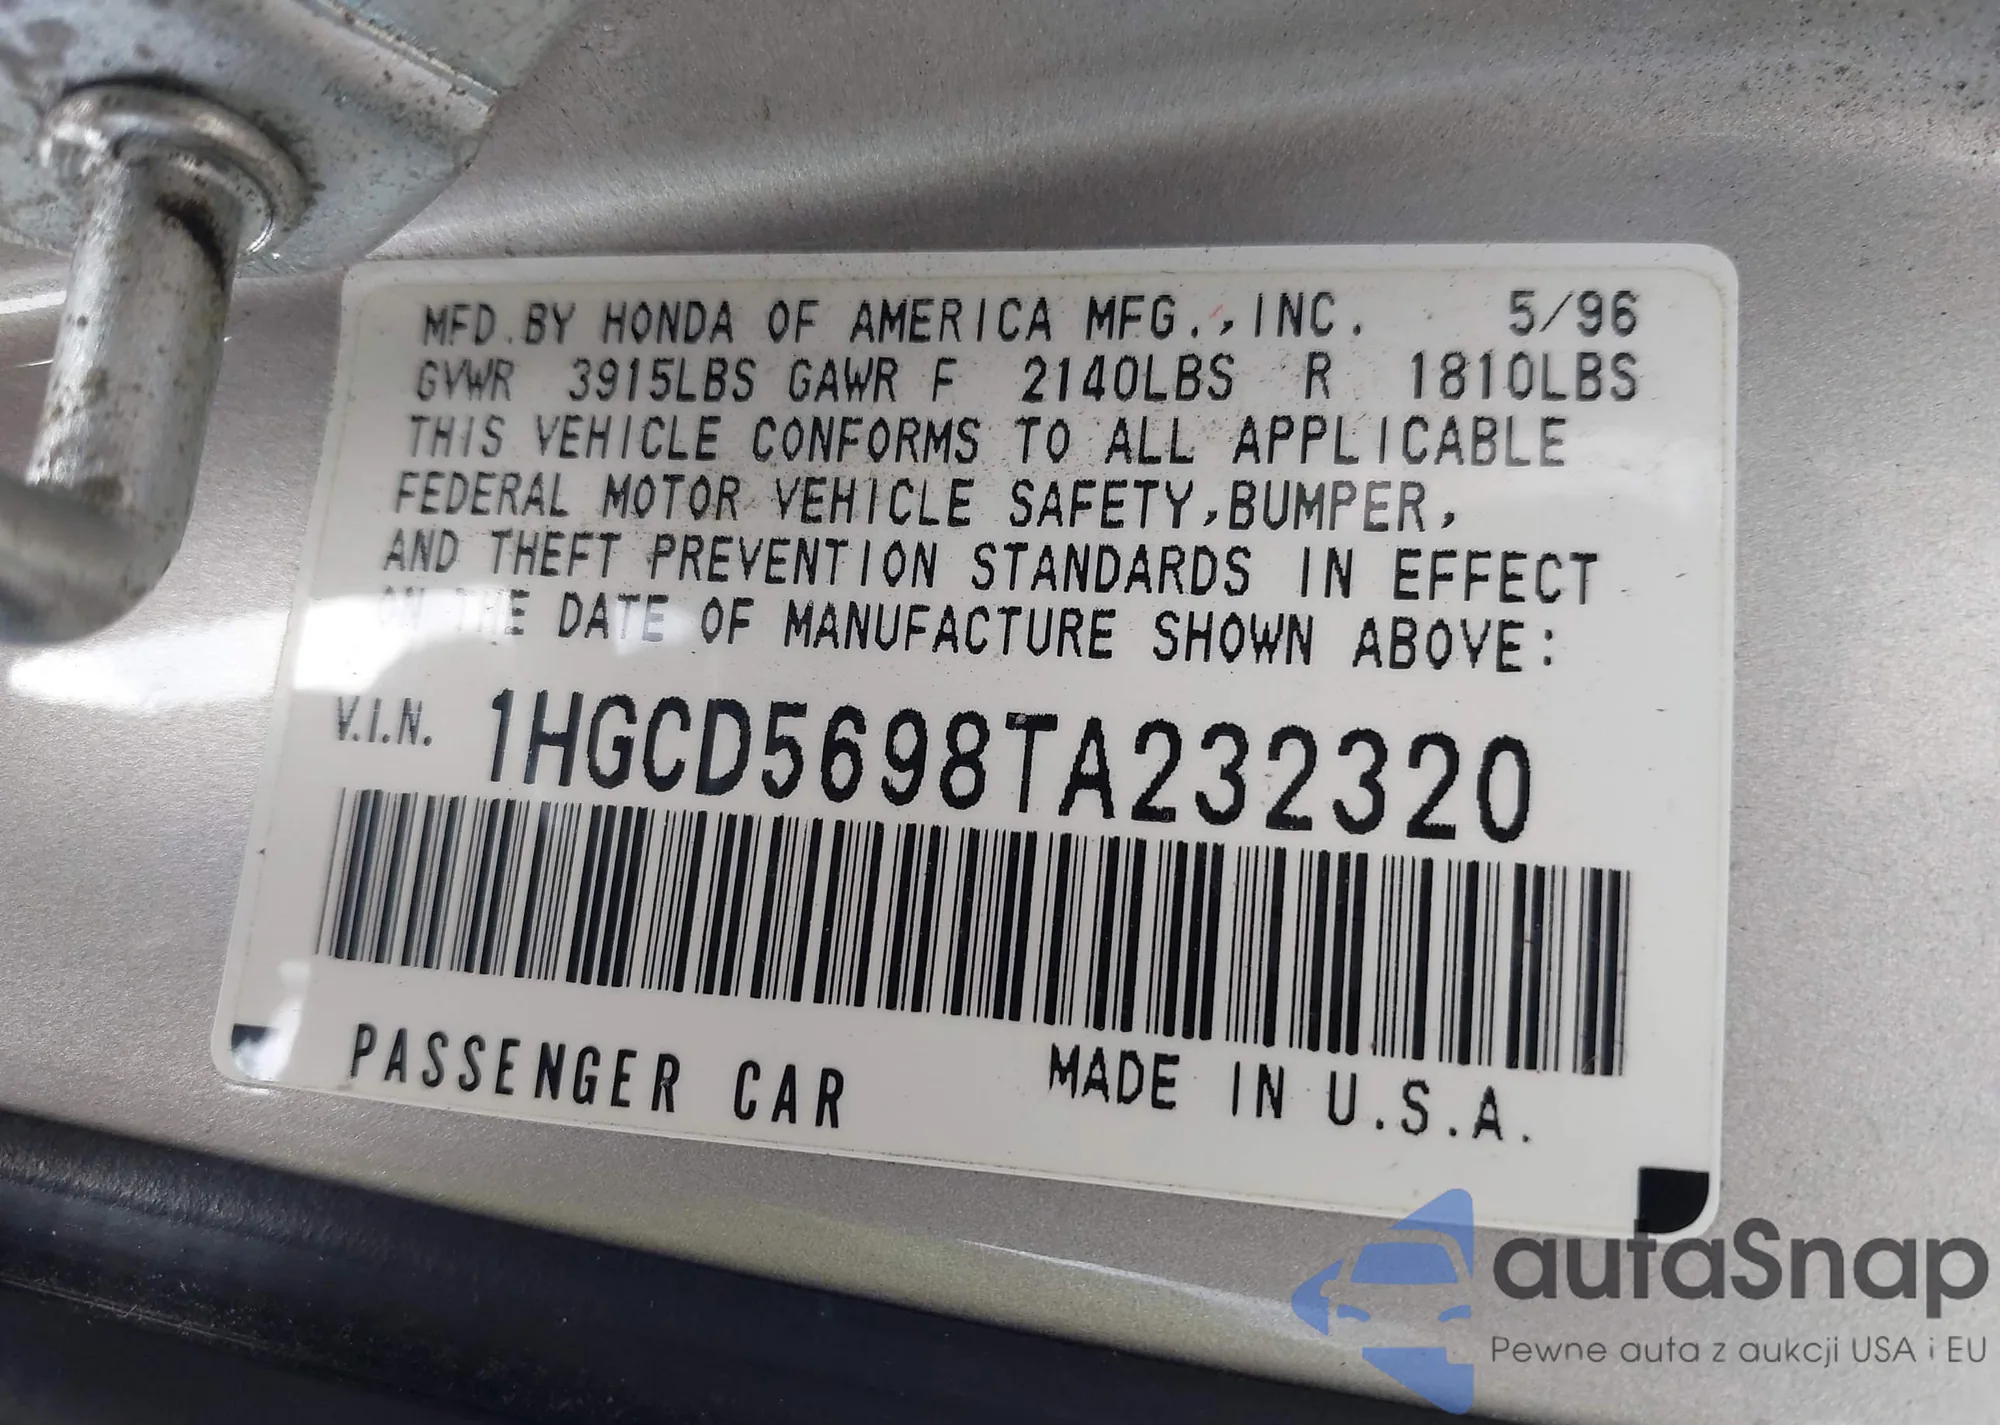 MFD. BY HONDA OF AMERICA MFG., INC. 5/96
GVWR 3915LBS GAWR F 2140LBS R 1810LBS
THIS VEHICLE CONFORMS TO ALL APPLICABLE
FEDERAL MOTOR VEHICLE SAFETY, BUMPER,
AND THEFT PREVENTION STANDARDS IN EFFECT
ON THE DATE OF MANUFACTURE SHOWN ABOVE:
V.I.N. 1HGCD5698TA232320
PASSENGER CAR MADE IN U.S.A.
autaSnap
Pewne auta z aukcji USA i EU